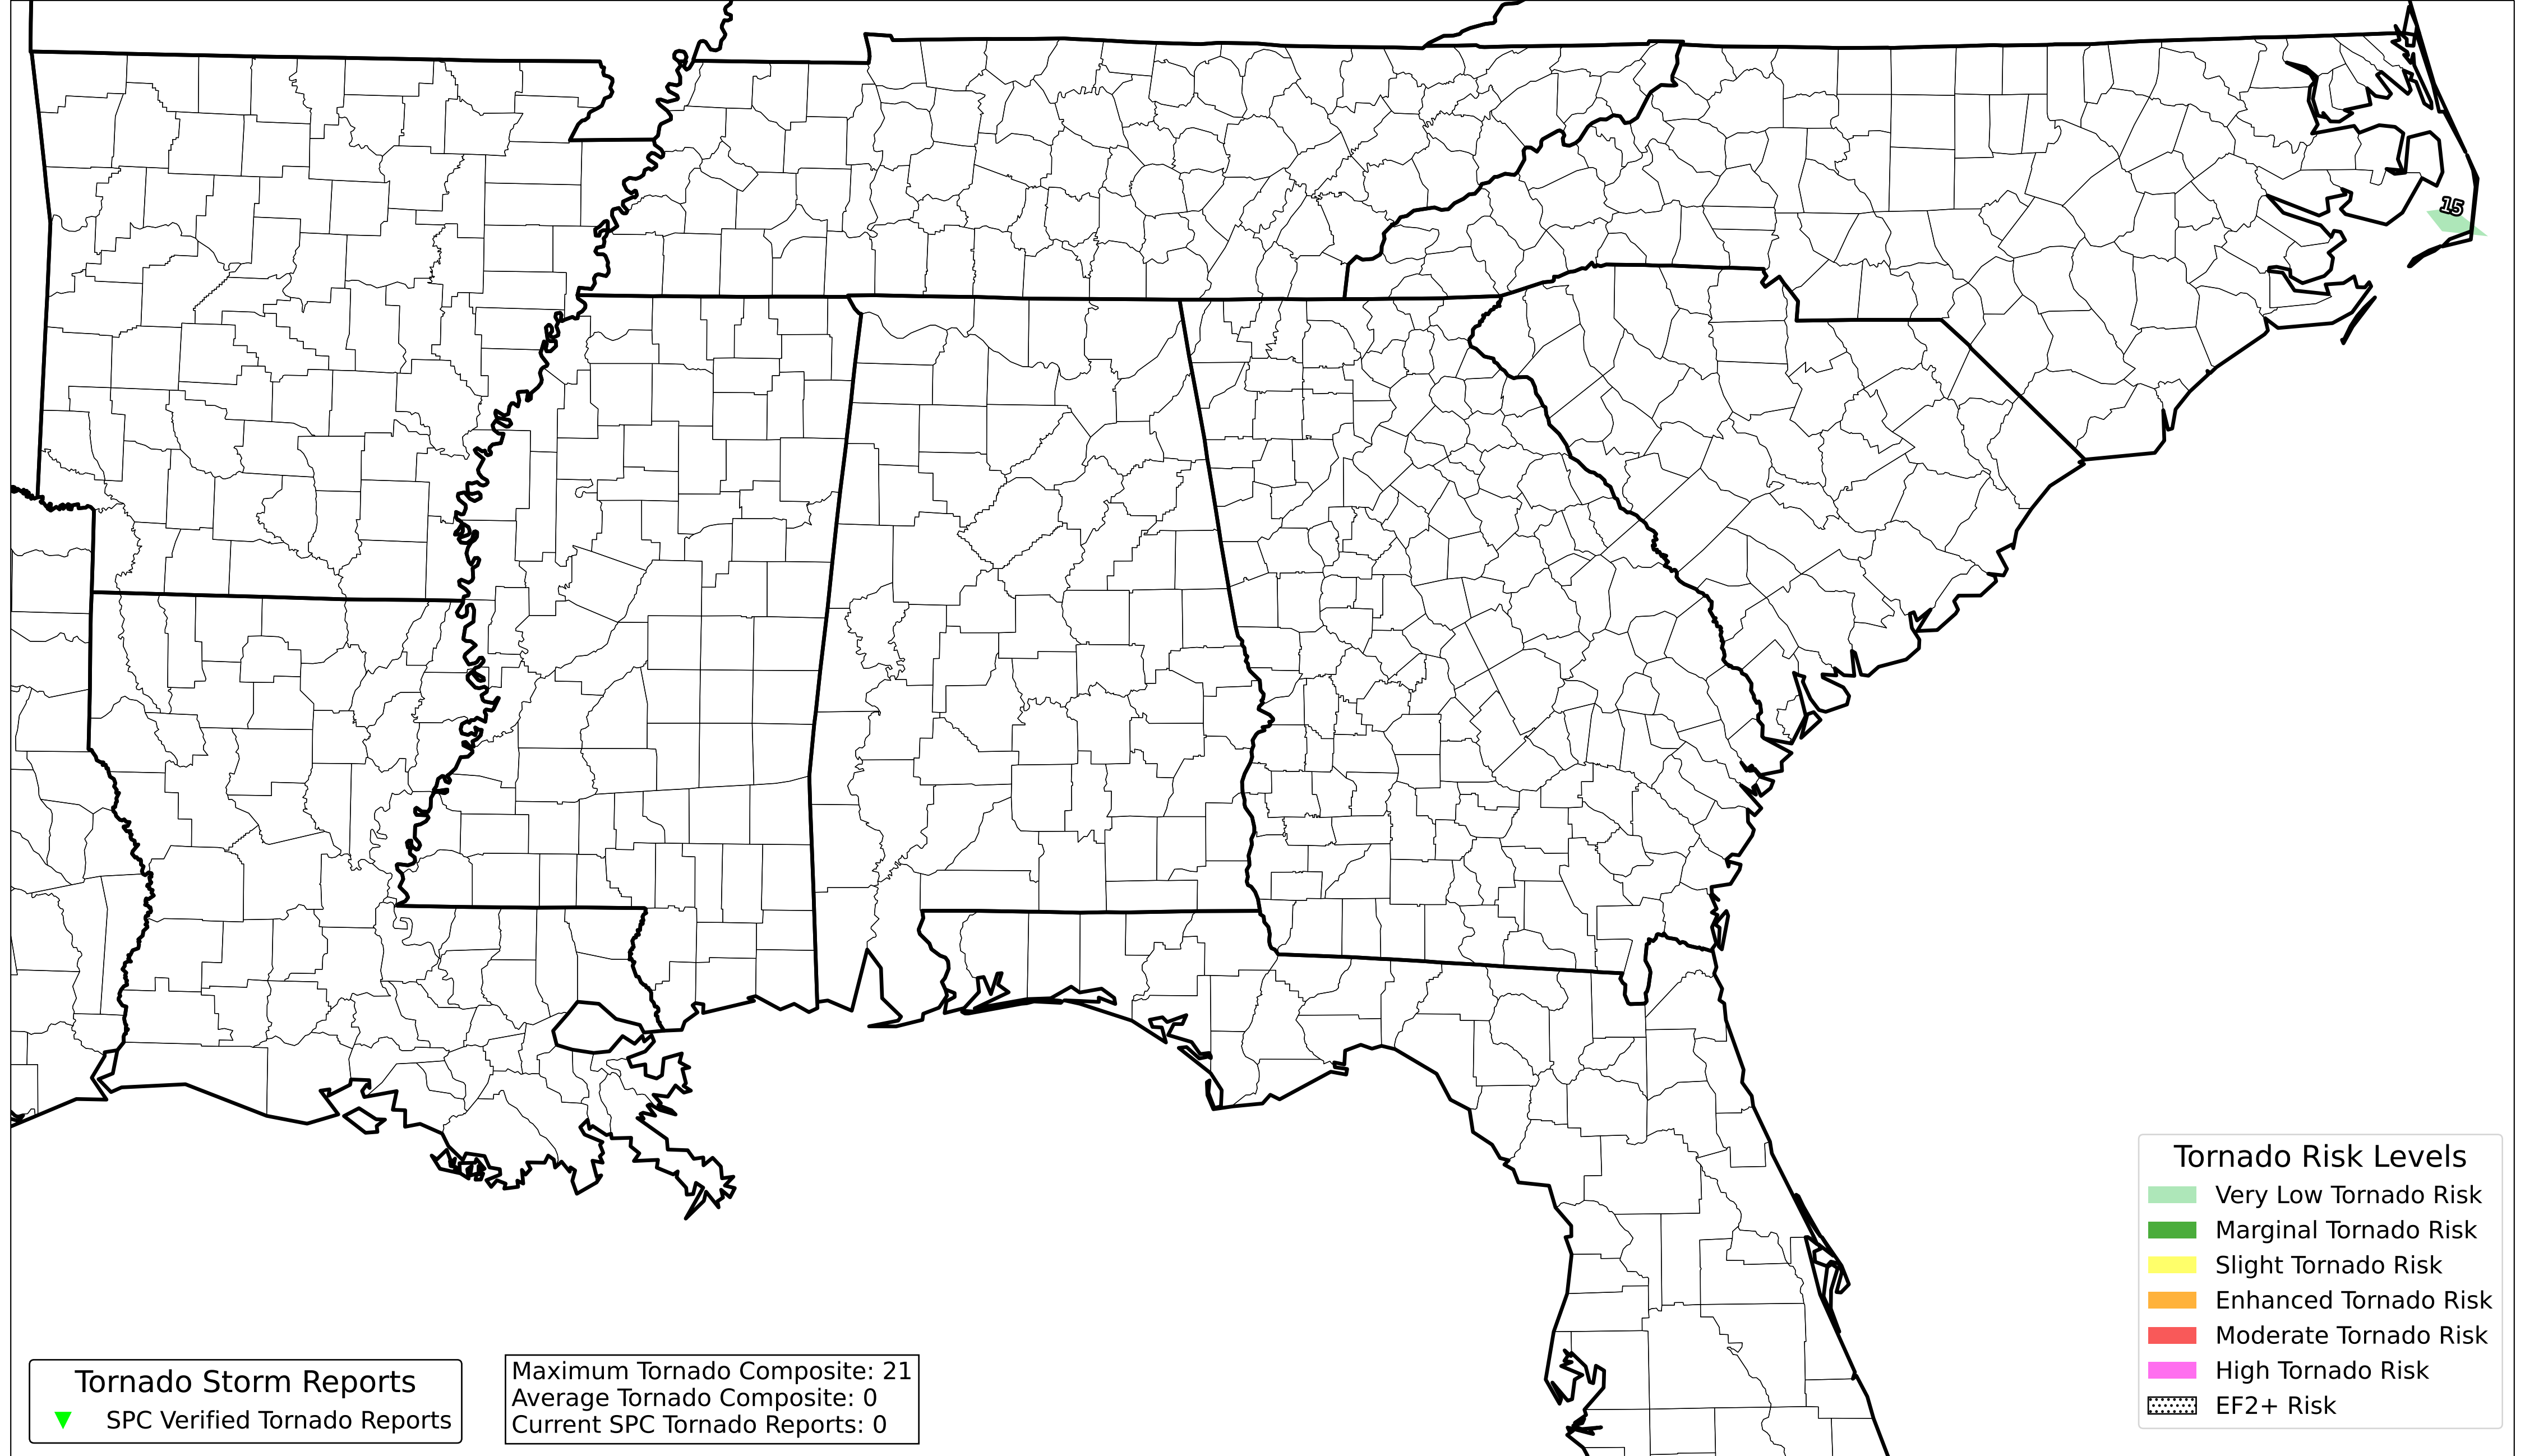 15
Tornado Risk Levels
Very Low Tornado Risk
Marginal Tornado Risk
Slight Tornado Risk
Enhanced Tornado Risk
Moderate Tornado Risk
High Tornado Risk
EF2+ Risk
Tornado Storm Reports
SPC Verified Tornado Reports
Maximum Tornado Composite: 21
Average Tornado Composite: 0
Current SPC Tornado Reports: 0